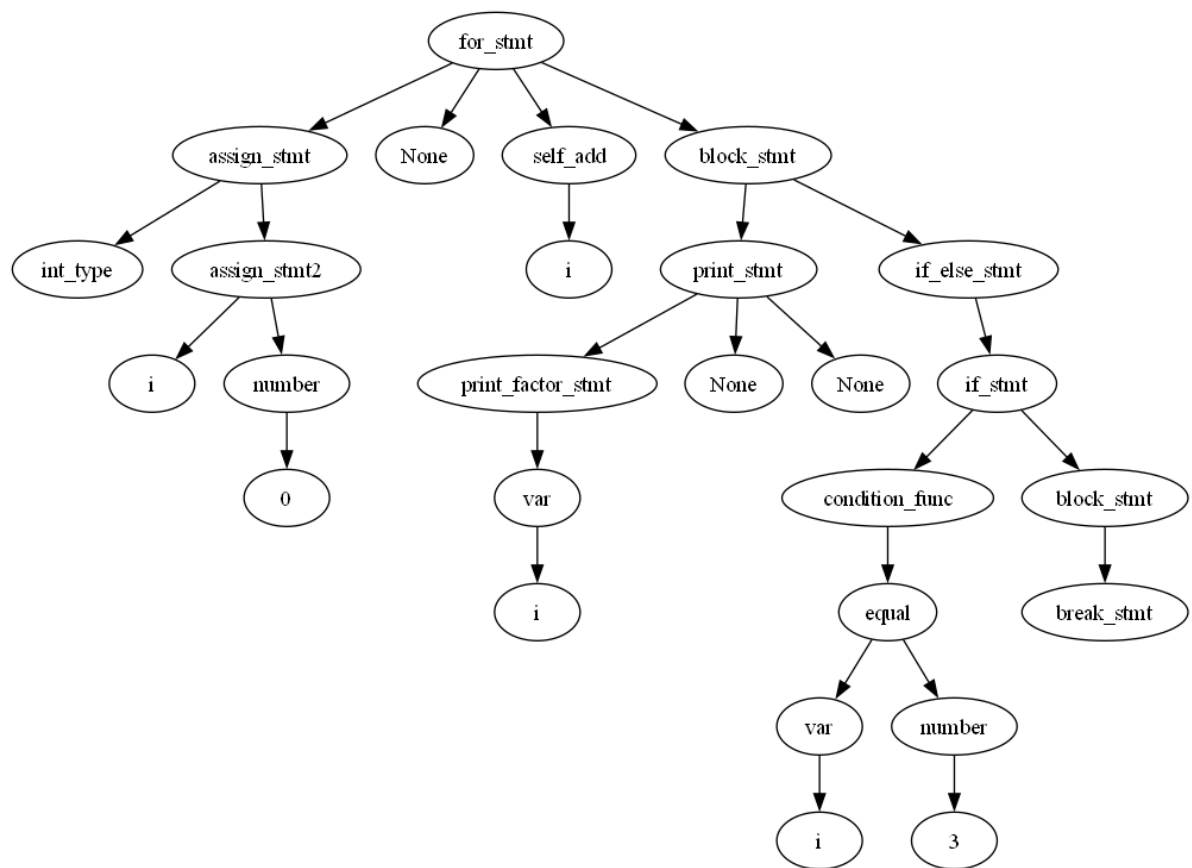 for_stmt
assign_stmt
None
self_add
block_stmt
int_type
assign_stmt2
i
print_stmt
if_else_stmt
i
number
print_factor_stmt
None
None
if_stmt
0
var
condition_func
block_stmt
i
equal
break_stmt
var
number
i
3